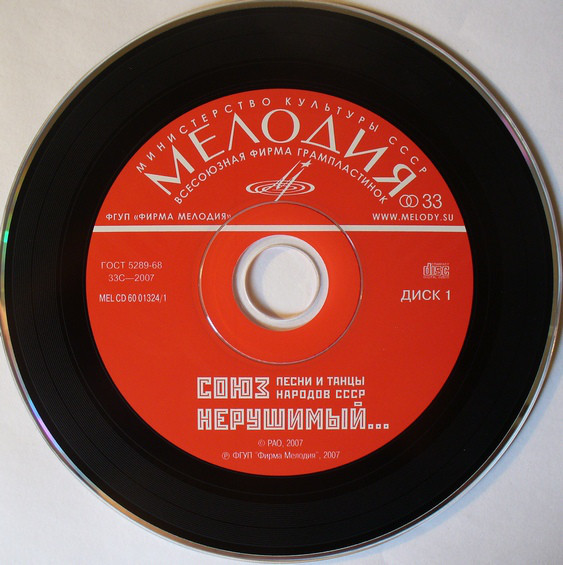 МИНИСТЕРСТВО КУЛЬТУРЫ СССР
МЕЛОДИЯ
ВСЕСОЮЗНАЯ ФИРМА ГРАМПЛАСТИНОК
33
ФГУП «ФИРМА МЕЛОДИЯ»
WWW.MELODY.SU
ГОСТ 5289-68
33С—2007
MEL CD 60 01324/1
ДИСК 1
СОЮЗ ПЕСНИ И ТАНЦЫ
НАРОДОВ СССР
НЕРУШИМЫЙ...
© РАО, 2007
℗ ФГУП "Фирма Мелодия", 2007